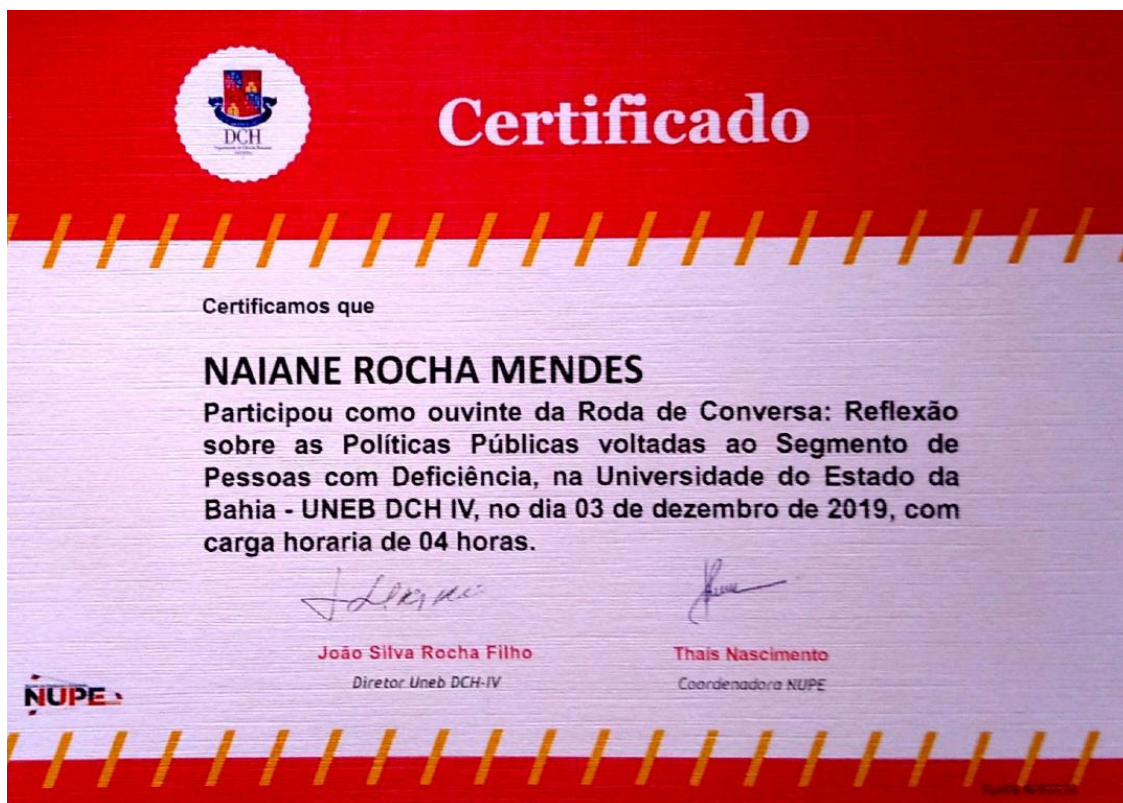 DCH
Certificado
Certificamos que
NAIANE ROCHA MENDES
Participou como ouvinte da Roda de Conversa: Reflexão
sobre as Políticas Públicas voltadas ao Segmento de
Pessoas com Deficiência, na Universidade do Estado da
Bahia - UNEB DCH IV, no dia 03 de dezembro de 2019, com
carga horaria de 04 horas.
João Silva Rocha Filho
Thais Nascimento
Diretor Uneb DCH-IV
Coordenadora NUPE
NUPE